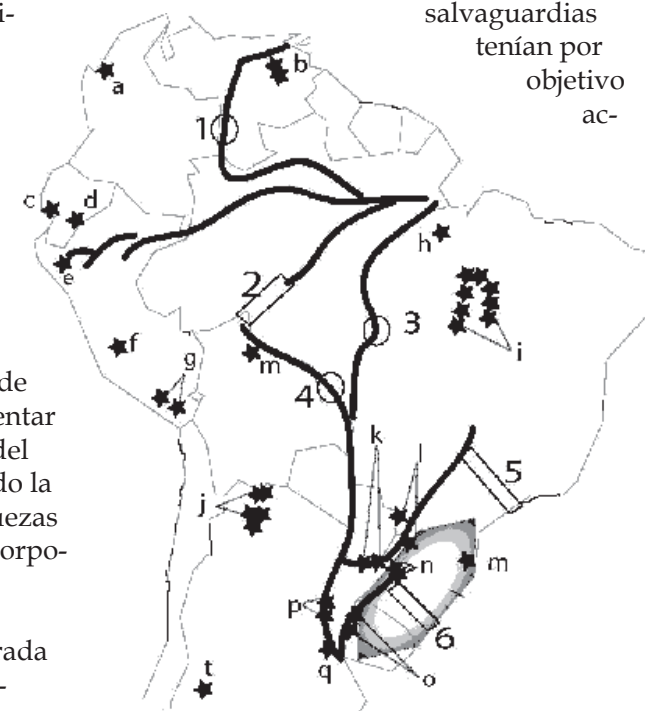 i-
salvaguardias
tenían por
objetivo
ac-
a
b
1
c
d
e
h
2
3
i
f
g
m
4
de
entar
del
do la
uezas
orpo-
k
l
5
j
n
m
p
6
rada
-
t
q
o